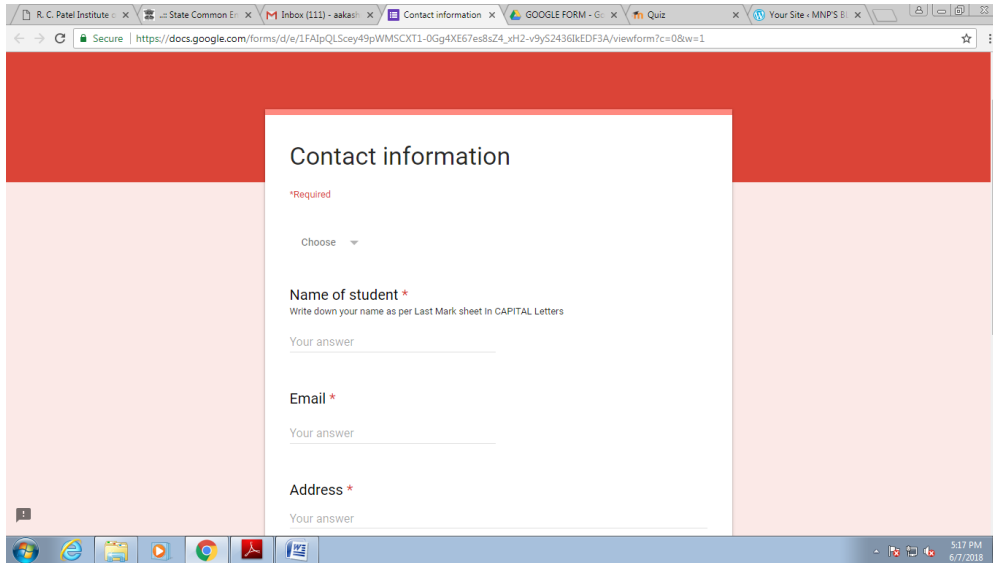 R. C. Patel Institute o
..:: State Common En
Inbox (111) - aakash
Contact information
GOOGLE FORM - Go
Quiz
Your Site ‹ MNP'S Bl
Secure | https://docs.google.com/forms/d/e/1FAIpQLScey49pWMSCXT1-0Gg4XE67es8sZ4_xH2-v9yS2436IkEDF3A/viewform?c=0&w=1
Contact information
*Required
Choose
Name of student *
Write down your name as per Last Mark sheet In CAPITAL Letters
Your answer
Email *
Your answer
Address *
Your answer
5:17 PM
6/7/2018